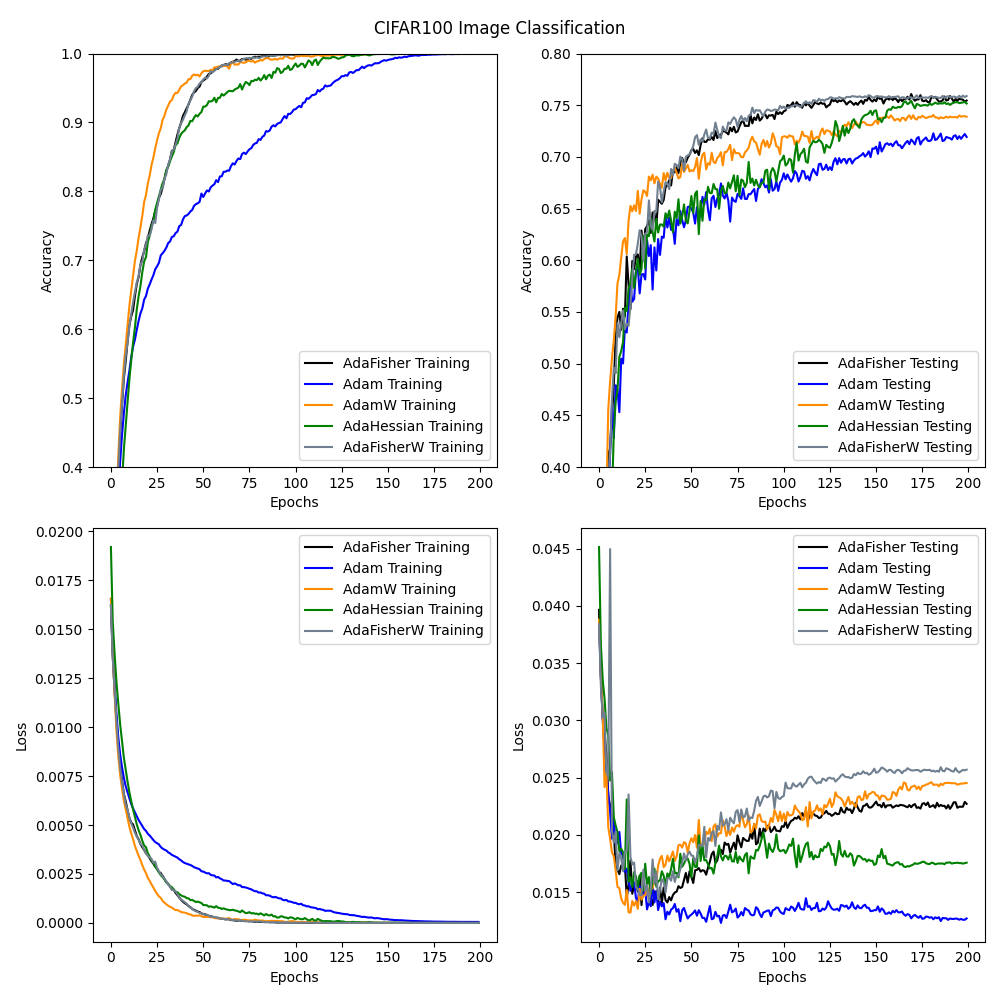 CIFAR100 Image Classification
1.0
0.9
0.8
0.7
0.6
0.5
0.4
Accuracy
0 25 50 75 100 125 150 175 200
Epochs
AdaFisher Training
Adam Training
AdamW Training
AdaHessian Training
AdaFisherW Training
0.80
0.75
0.70
0.65
0.60
0.55
0.50
0.45
0.40
Accuracy
0 25 50 75 100 125 150 175 200
Epochs
AdaFisher Testing
Adam Testing
AdamW Testing
AdaHessian Testing
AdaFisherW Testing
0.0200
0.0175
0.0150
0.0125
0.0100
0.0075
0.0050
0.0025
0.0000
Loss
0 25 50 75 100 125 150 175 200
Epochs
AdaFisher Training
Adam Training
AdamW Training
AdaHessian Training
AdaFisherW Training
0.045
0.040
0.035
0.030
0.025
0.020
0.015
Loss
0 25 50 75 100 125 150 175 200
Epochs
AdaFisher Testing
Adam Testing
AdamW Testing
AdaHessian Testing
AdaFisherW Testing